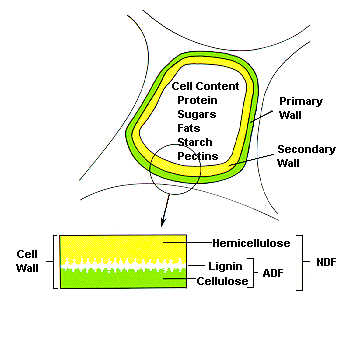 Cell Content
Protein
Sugars
Fats
Starch
Pectins
Primary
Wall
Secondary
Wall
Cell
Wall
Hemicellulose
Lignin
Cellulose
ADF
NDF